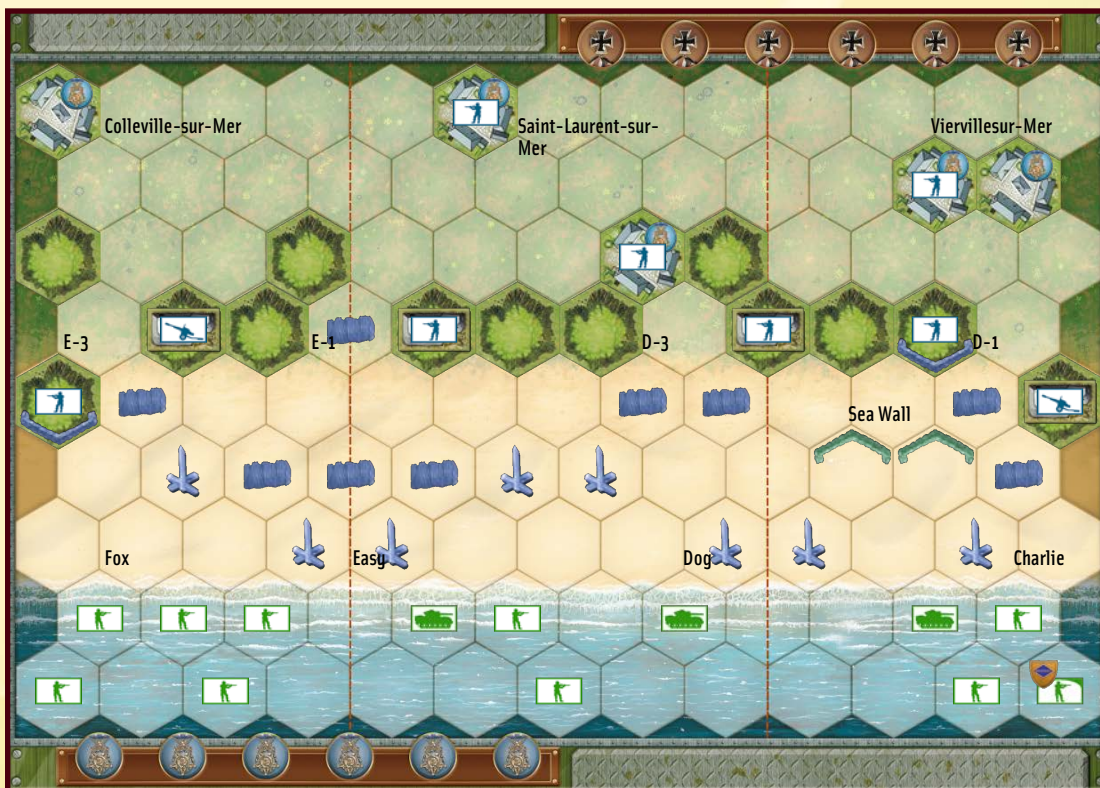 Colleville-sur-Mer
Saint-Laurent-sur-
Mer
Viervillesur-Mer
E-3
E-1
D-3
D-1
Sea Wall
Fox
Easy
Dog
Charlie